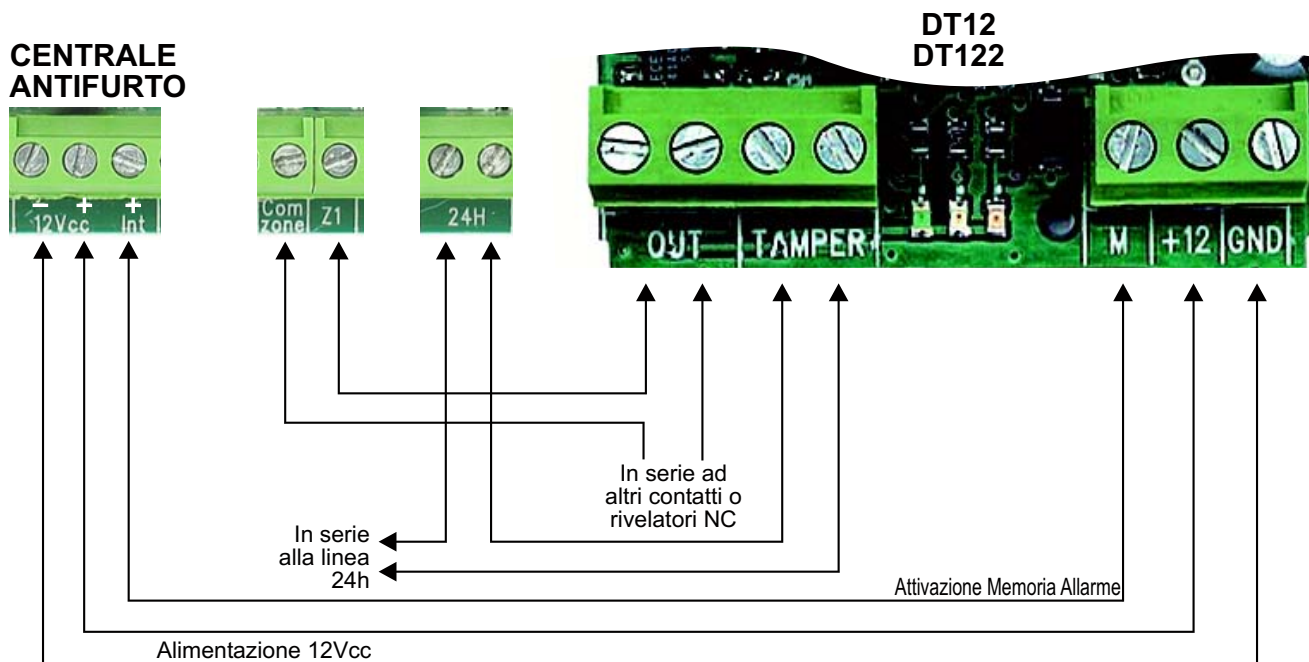 DT12
DT122
CENTRALE
ANTIFURTO
- + +
12Vcc Int
Com
zone Z1
24H
OUT TAMPER
M +12 GND
In serie ad
altri contatti o
rivelatori NC
In serie
alla linea
24h
Attivazione Memoria Allarme
Alimentazione 12Vcc